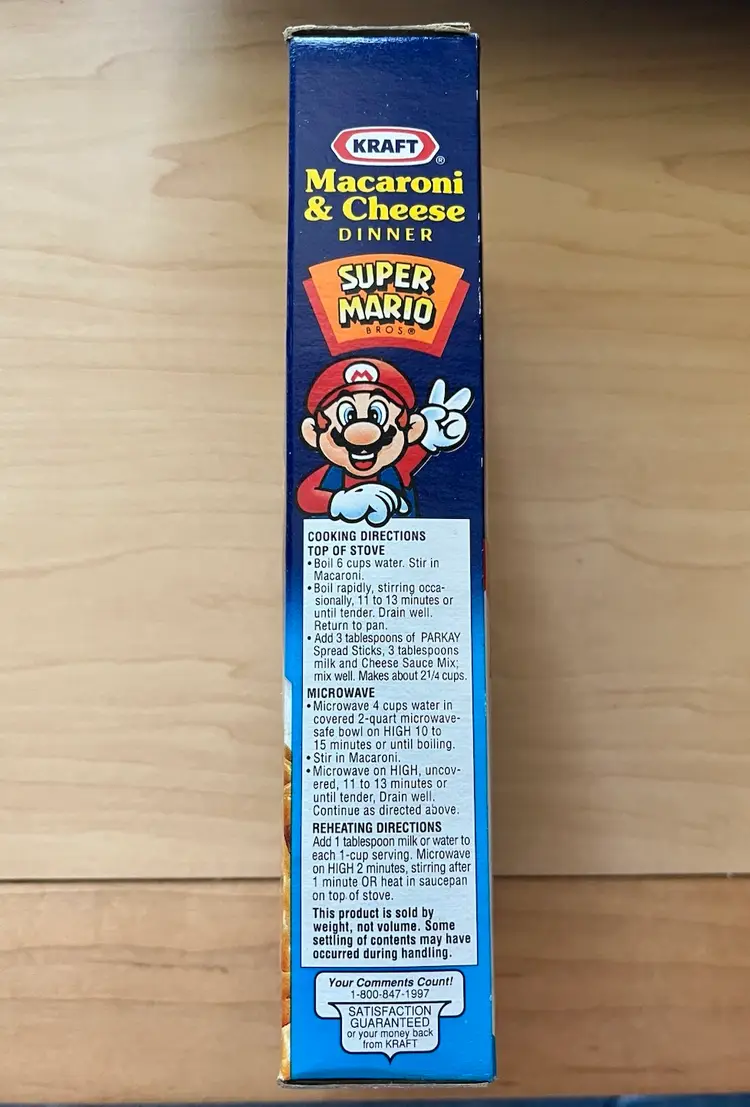 KRAFT®
Macaroni
& Cheese
DINNER
SUPER
MARIO
BROS®
M
COOKING DIRECTIONS
TOP OF STOVE
• Boil 6 cups water. Stir in
Macaroni.
• Boil rapidly, stirring occa-
sionally, 11 to 13 minutes or
until tender. Drain well.
Return to pan.
• Add 3 tablespoons of PARKAY
Spread Sticks, 3 tablespoons
milk and Cheese Sauce Mix;
mix well. Makes about 2 1/4 cups.
MICROWAVE
• Microwave 4 cups water in
covered 2-quart microwave-
safe bowl on HIGH 10 to
15 minutes or until boiling.
• Stir in Macaroni.
• Microwave on HIGH, uncov-
ered, 11 to 13 minutes or
until tender, Drain well.
Continue as directed above.
REHEATING DIRECTIONS
Add 1 tablespoon milk or water to
each 1-cup serving. Microwave
on HIGH 2 minutes, stirring after
1 minute OR heat in saucepan
on top of stove.
This product is sold by
weight, not volume. Some
settling of contents may have
occurred during handling.
Your Comments Count!
1-800-847-1997
SATISFACTION
GUARANTEED
or your money back
from KRAFT